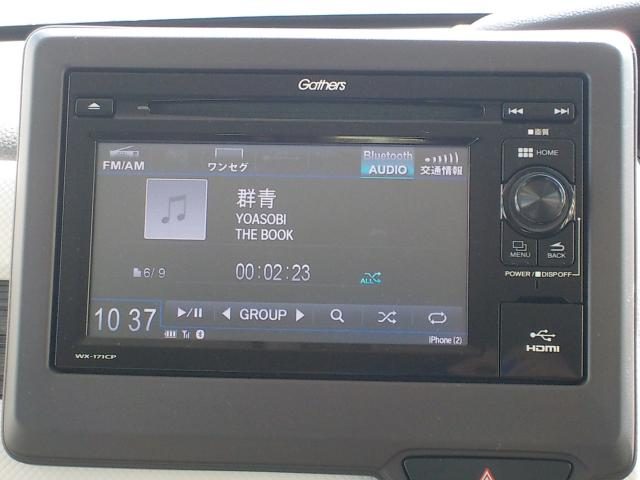 Gathers
■画質
FM/AM
ワンセグ
Bluetooth
AUDIO
交通情報
HOME
群青
YOASOBI
THE BOOK
MENU
BACK
6/9
00:02:23
ALL
POWER/■DISP OFF
10 37
GROUP
iPhone (2)
HDMI
WX-171CP